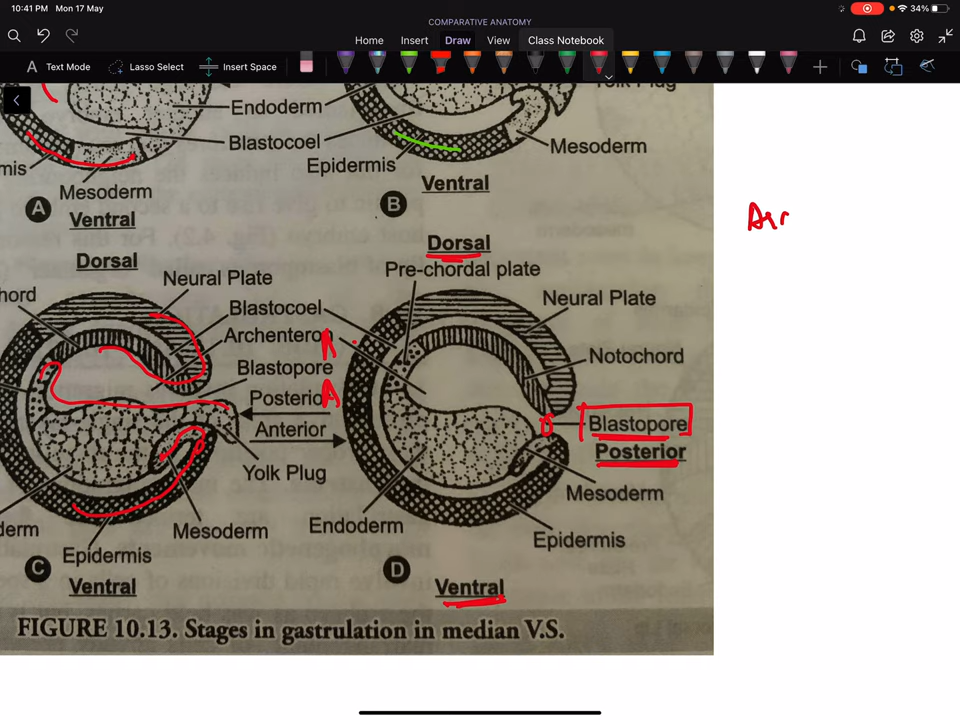 10:41 PM Mon 17 May
34%
COMPARATIVE ANATOMY
Home Insert Draw View Class Notebook
Text Mode Lasso Select Insert Space
Endoderm
Blastocoel
Mesoderm
A
Ventral
Dorsal
Epidermis
Mesoderm
B
Ventral
Dorsal
Neural Plate
Blastocoel
Archenteron
Blastopore
Posterior
Anterior
Yolk Plug
Mesoderm
Epidermis
C
Ventral
Pre-chordal plate
Neural Plate
Notochord
Blastopore
Posterior
Mesoderm
Endoderm
Epidermis
D
Ventral
A
A
FIGURE 10.13. Stages in gastrulation in median V.S.